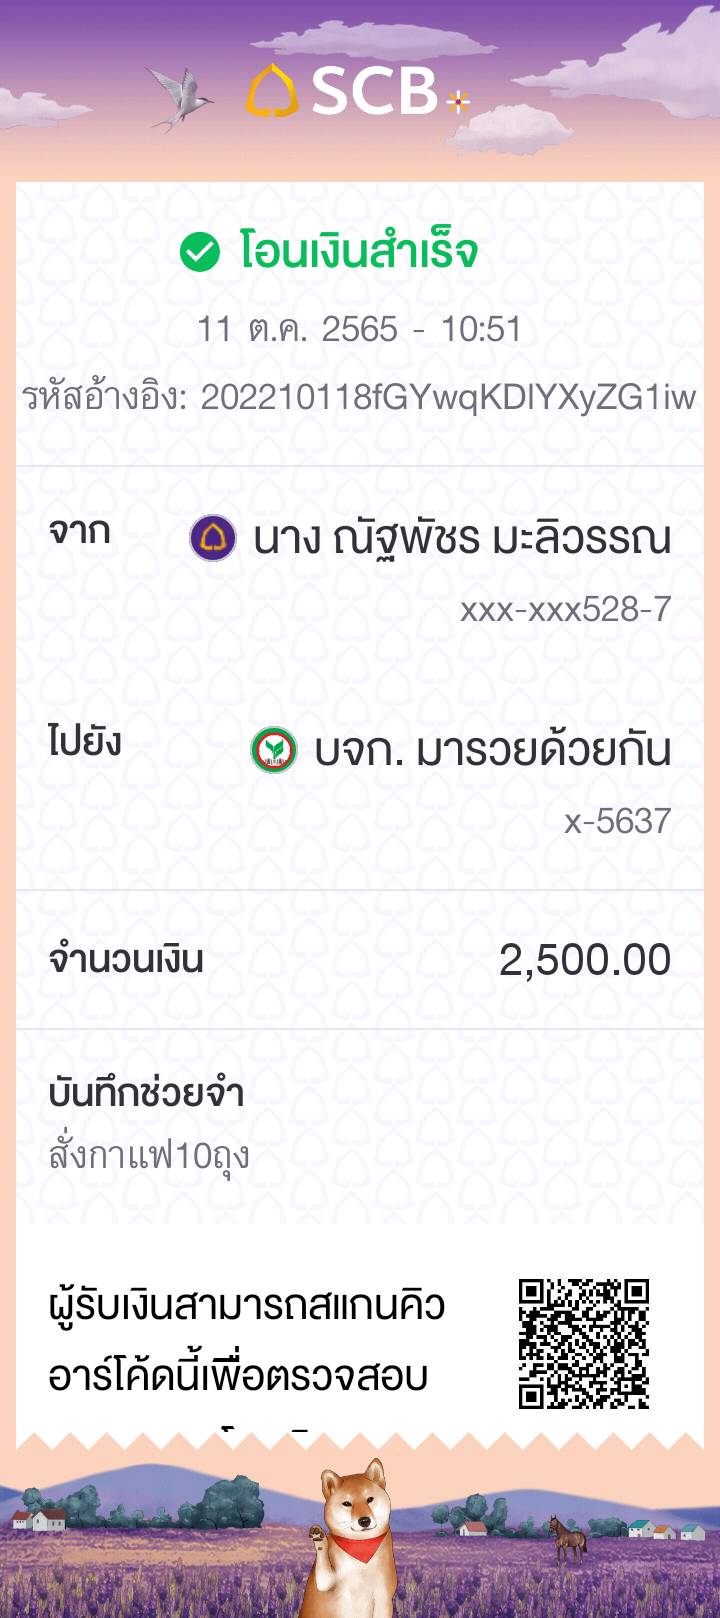 SCB
โอนเงินสำเร็จ
11 ต.ค. 2565 - 10:51
รหัสอ้างอิง: 202210118fGYwqKDlYXyZG1iw
จาก
นาง ณัฐพัชร มะลิวรรณ
xxx-xxx528-7
ไปยัง
บจก. มารวยด้วยกัน
x-5637
จำนวนเงิน 2,500.00
บันทึกช่วยจำ
สั่งกาแฟ10ถุง
ผู้รับเงินสามารถสแกนคิว
อาร์โค้ดนี้เพื่อตรวจสอบ